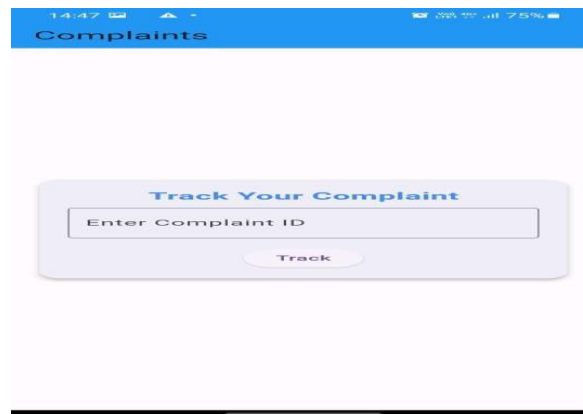 14:47 75%
Complaints
Track Your Complaint
Enter Complaint ID
Track